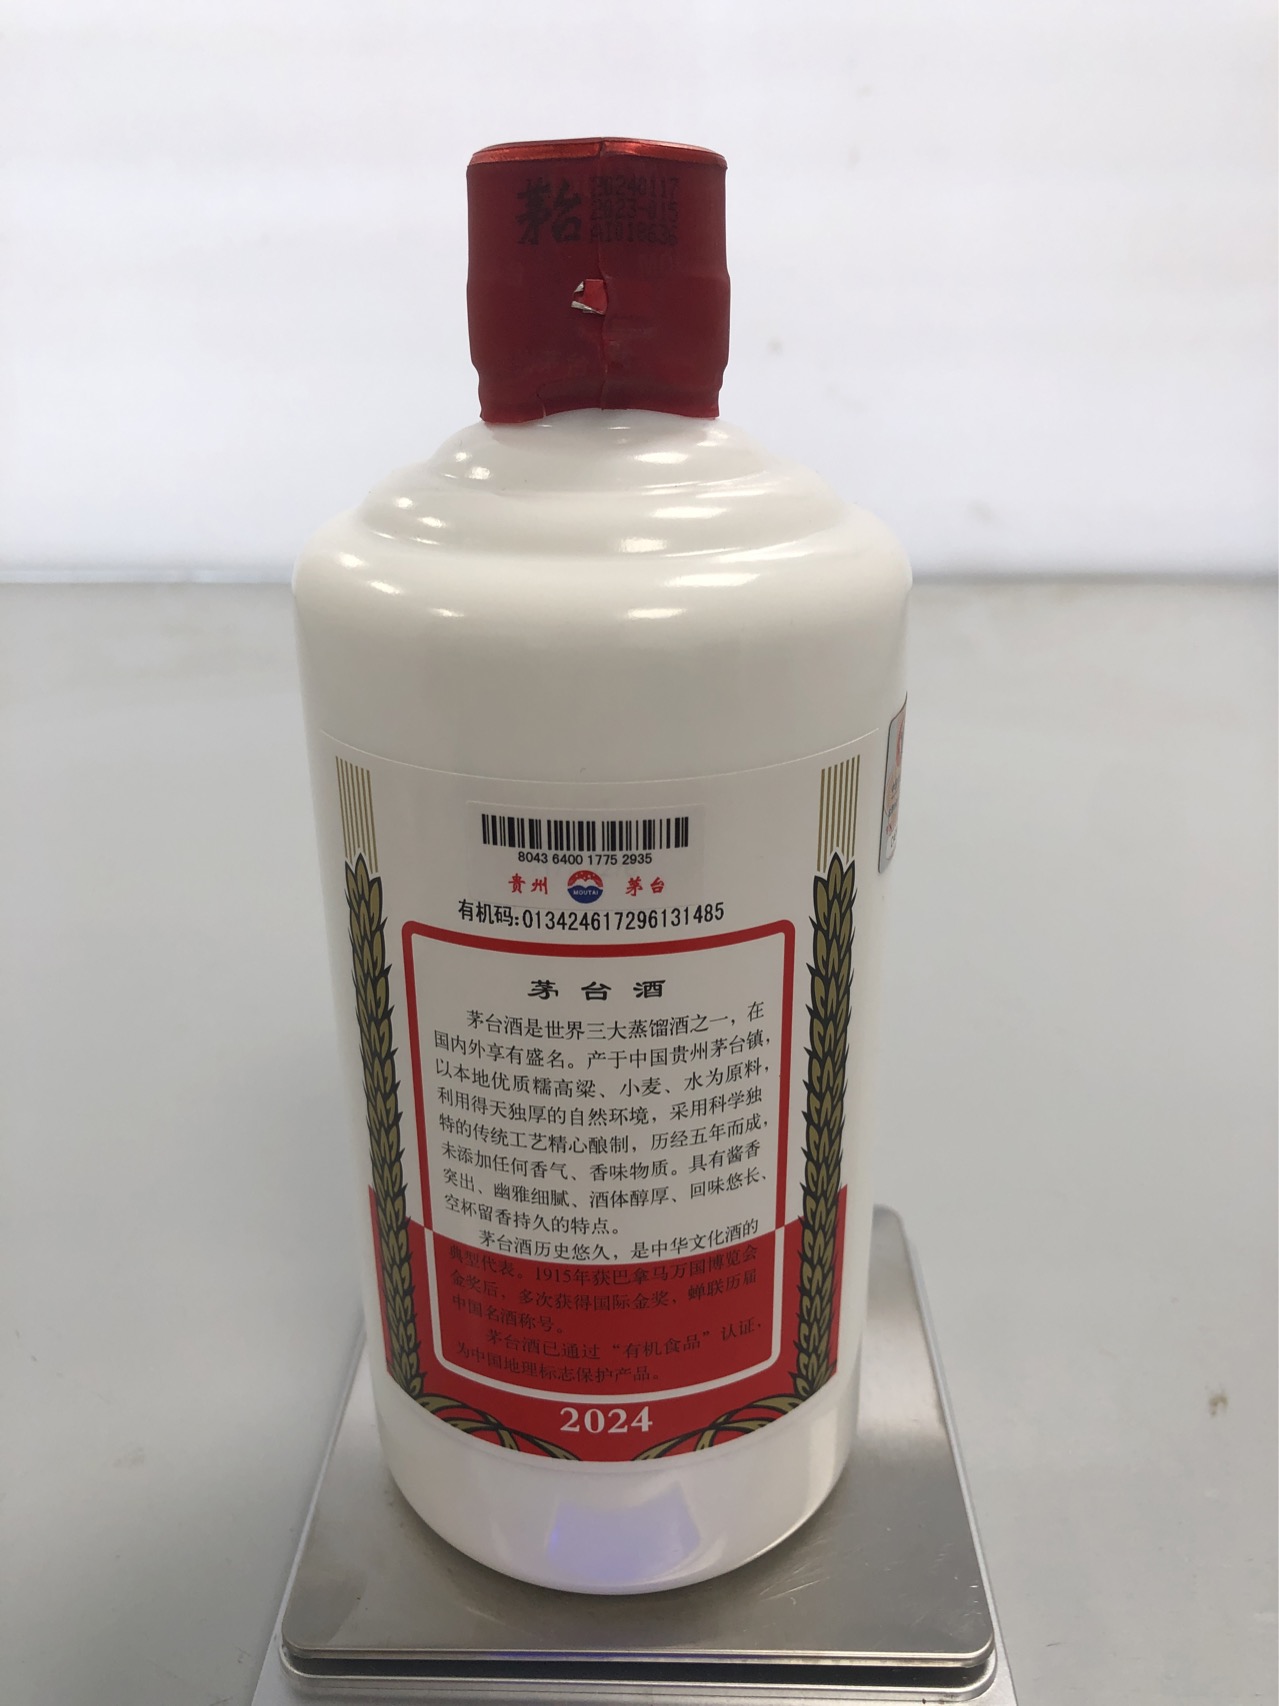 茅台
2023-015
8043 6400 1775 2935
贵州 MOUTAI 茅台
有机码:013424617296131485
茅台酒
茅台酒是世界三大蒸馏酒之一，在
国内外享有盛名。产于中国贵州茅台镇，
以本地优质糯高粱、小麦、水为原料，
利用得天独厚的自然环境，采用科学独
特的传统工艺精心酿制，历经五年而成，
未添加任何香气、香味物质。具有酱香
突出、幽雅细腻、酒体醇厚、回味悠长、
空杯留香持久的特点。
茅台酒历史悠久，是中华文化酒的
典型代表。1915年获巴拿马万国博览会
金奖后，多次获得国际金奖，蝉联历届
中国名酒称号。
茅台酒已通过“有机食品”认证，
为中国地理标志保护产品。
2024